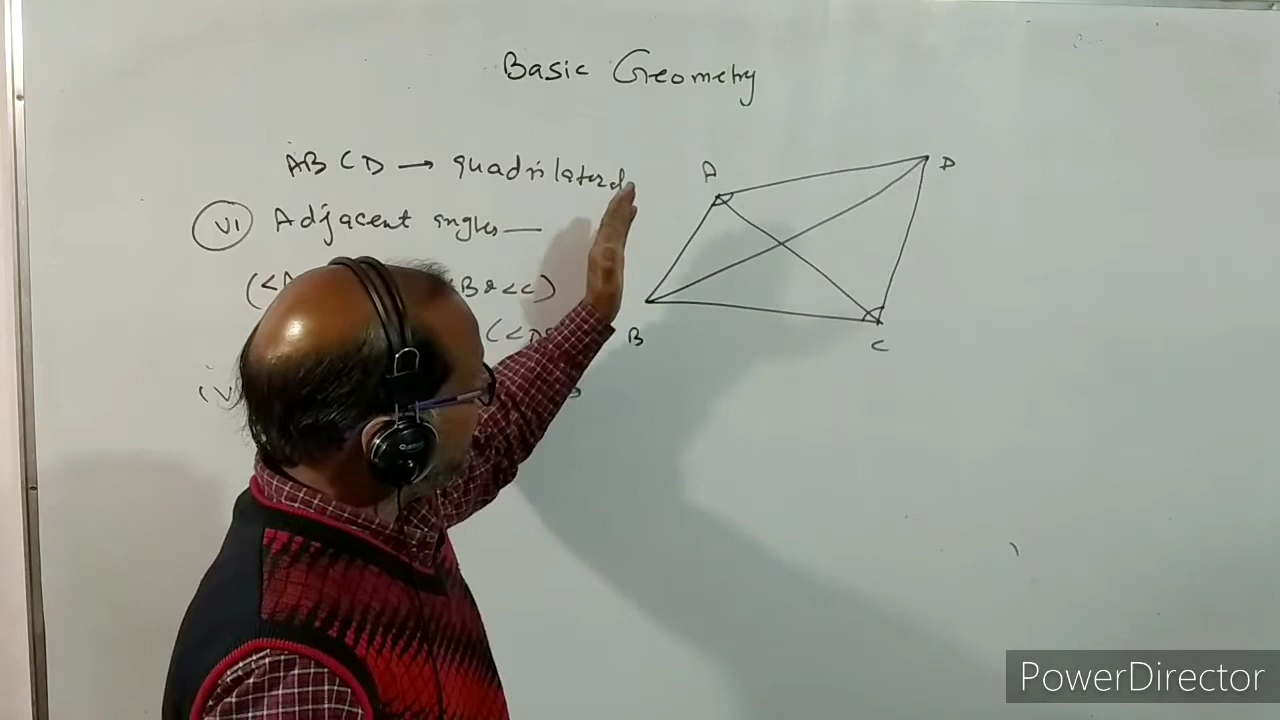 Basic Geometry
ABCD → quadrilateral
(vi) Adjacent angles —
<B & <C)
(<D
A
D
B
C
PowerDirector